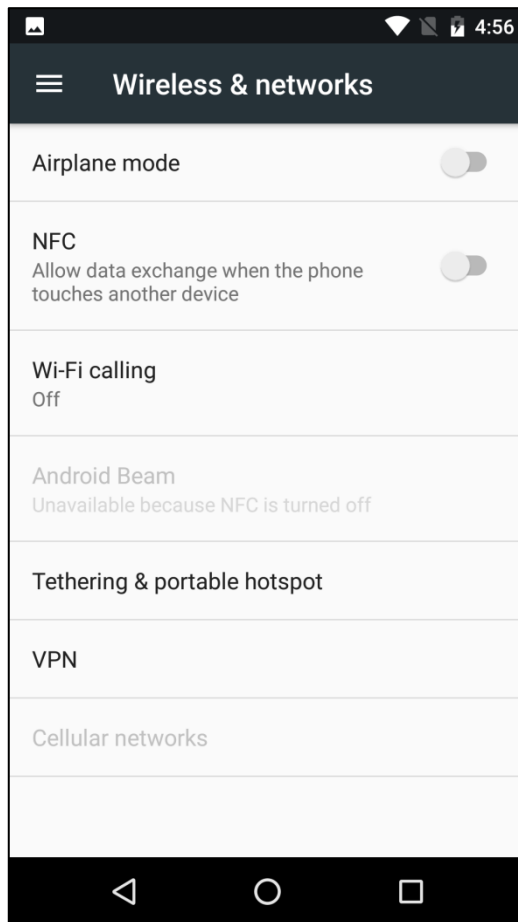 4:56
Wireless & networks
Airplane mode
NFC
Allow data exchange when the phone
touches another device
Wi-Fi calling
Off
Android Beam
Unavailable because NFC is turned off
Tethering & portable hotspot
VPN
Cellular networks